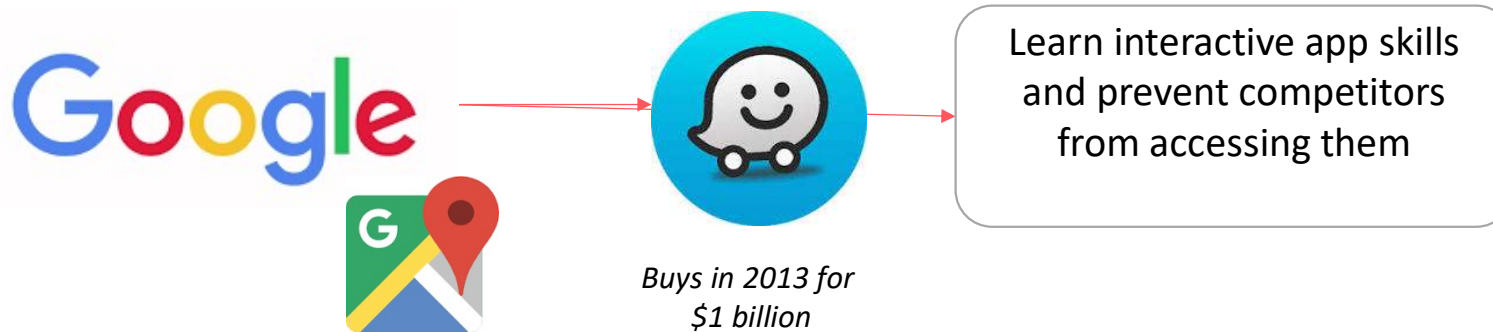 Google
Learn interactive app skills
and prevent competitors
from accessing them
G
Buys in 2013 for
$1 billion